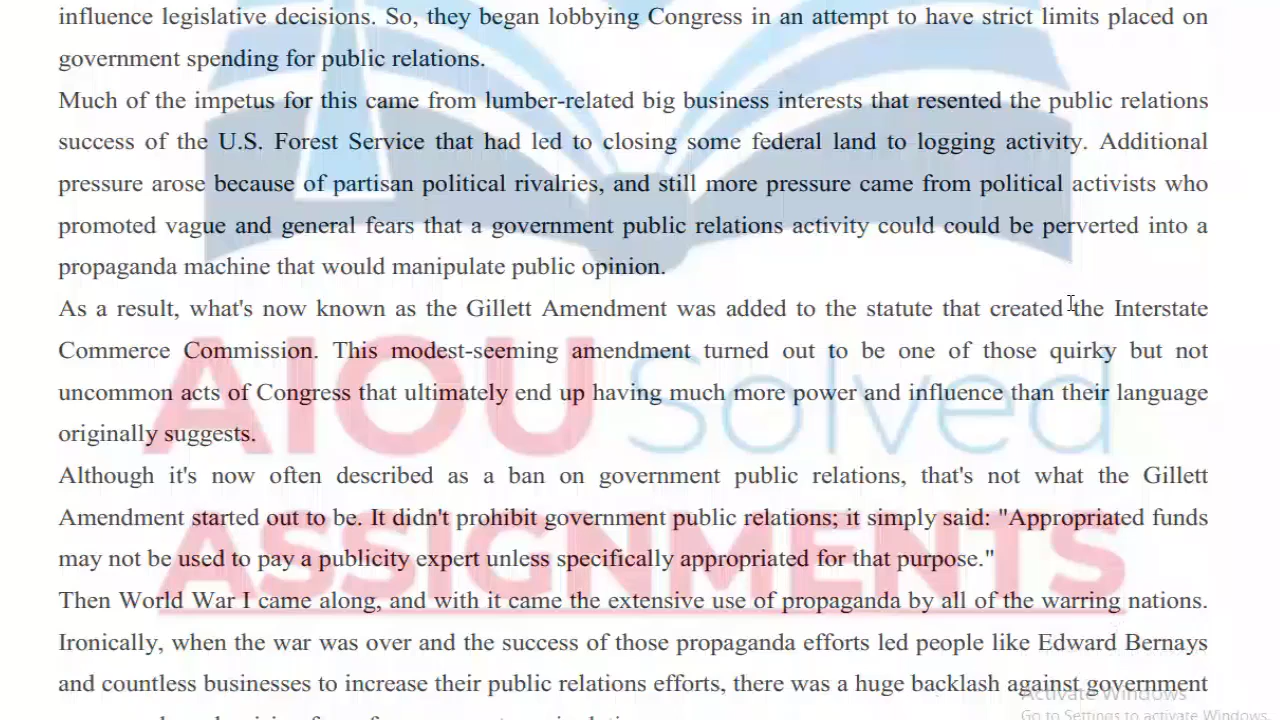 influence legislative decisions. So, they began lobbying Congress in an attempt to have strict limits placed on
government spending for public relations.
Much of the impetus for this came from lumber-related big business interests that resented the public relations
success of the U.S. Forest Service that had led to closing some federal land to logging activity. Additional
pressure arose because of partisan political rivalries, and still more pressure came from political activists who
promoted vague and general fears that a government public relations activity could could be perverted into a
propaganda machine that would manipulate public opinion.
As a result, what's now known as the Gillett Amendment was added to the statute that created the Interstate
Commerce Commission. This modest-seeming amendment turned out to be one of those quirky but not
uncommon acts of Congress that ultimately end up having much more power and influence than their language
originally suggests.
AIOU Solved
Although it's now often described as a ban on government public relations, that's not what the Gillett
Amendment started out to be. It didn't prohibit government public relations; it simply said: "Appropriated funds
may not be used to pay a publicity expert unless specifically appropriated for that purpose."
ASSIGNMENTS
Then World War I came along, and with it came the extensive use of propaganda by all of the warring nations.
Ironically, when the war was over and the success of those propaganda efforts led people like Edward Bernays
and countless businesses to increase their public relations efforts, there was a huge backlash against government
Activate Windows
Go to Settings to activate Windows.